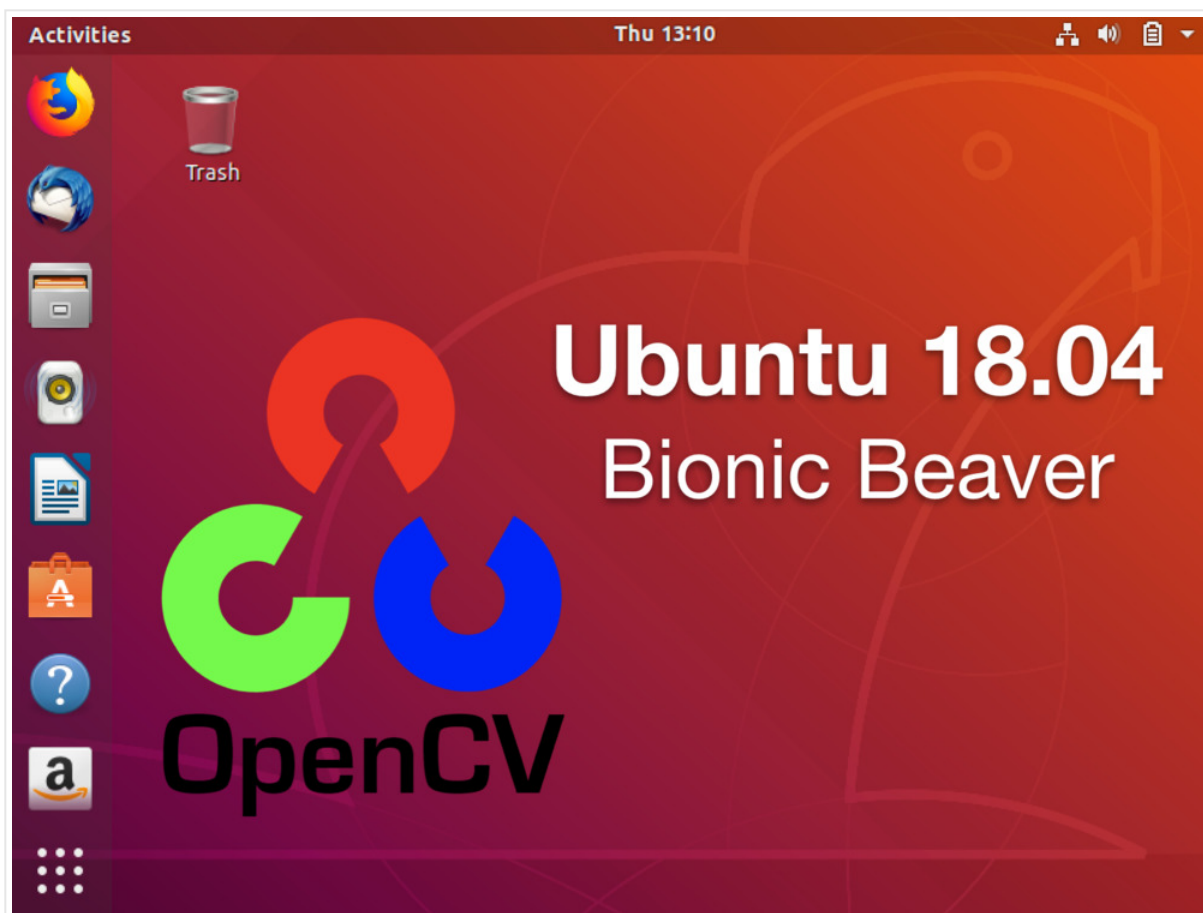 Activities
Thu 13:10
Trash
Ubuntu 18.04
Bionic Beaver
OpenCV
A
?
a